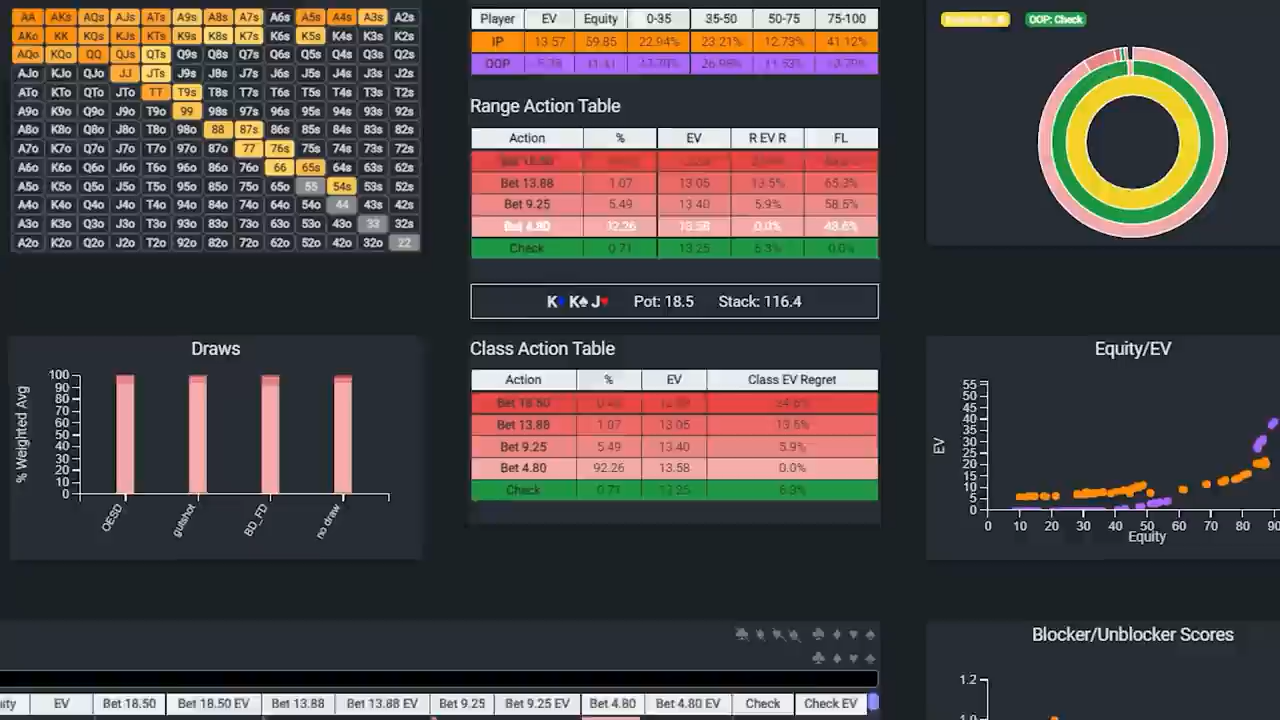 AA AKs AQs AJs ATs A9s A8s A7s A6s A5s A4s A3s A2s
AKo KK KQs KJs KTs K9s K8s K7s K6s K5s K4s K3s K2s
AQo KQo QQ QJs QTs Q9s Q8s Q7s Q6s Q5s Q4s Q3s Q2s
AJo KJo QJo JJ JTs J9s J8s J7s J6s J5s J4s J3s J2s
ATo KTo QTo JTo TT T9s T8s T7s T6s T5s T4s T3s T2s
A9o K9o Q9o J9o T9o 99 98s 97s 96s 95s 94s 93s 92s
A8o K8o Q8o J8o T8o 98o 88 87s 86s 85s 84s 83s 82s
A7o K7o Q7o J7o T7o 97o 87o 77 76s 75s 74s 73s 72s
A6o K6o Q6o J6o T6o 96o 86o 76o 66 65s 64s 63s 62s
A5o K5o Q5o J5o T5o 95o 85o 75o 65o 55 54s 53s 52s
A4o K4o Q4o J4o T4o 94o 84o 74o 64o 54o 44 43s 42s
A3o K3o Q3o J3o T3o 93o 83o 73o 63o 53o 43o 33 32s
A2o K2o Q2o J2o T2o 92o 82o 72o 62o 52o 42o 32o 22
Player EV Equity 0-35 35-50 50-75 75-100
IP 13.57 59.85 22.94% 23.21% 12.73% 41.12%
OOP
Range Action Table
Action % EV R EV R FL
Bet 18.50
Bet 13.88 1.07 13.05 13.5% 65.3%
Bet 9.25 5.49 13.40 5.9% 58.5%
Bet 4.80 92.26 13.58 0.0% 48.6%
Check 0.71 13.25 6.3% 0.0%
K K♠ J♥ Pot: 18.5 Stack: 116.4
Class Action Table
Action % EV Class EV Regret
Bet 18.50
Bet 13.88 1.07 13.05 13.5%
Bet 9.25 5.49 13.40 5.9%
Bet 4.80 92.26 13.58 0.0%
Check 0.71 13.25 6.3%
OOP: Check
Draws
% Weighted Avg
100
90
80
70
60
50
40
30
20
10
0
OESD gutshot BD_FD no draw
Equity/EV
EV
55
50
45
40
35
30
25
20
15
10
5
0
0 10 20 30 40 50 60 70 80 90
Equity
Blocker/Unblocker Scores
1.2
EV Bet 18.50 Bet 18.50 EV Bet 13.88 Bet 13.88 EV Bet 9.25 Bet 9.25 EV Bet 4.80 Bet 4.80 EV Check Check EV